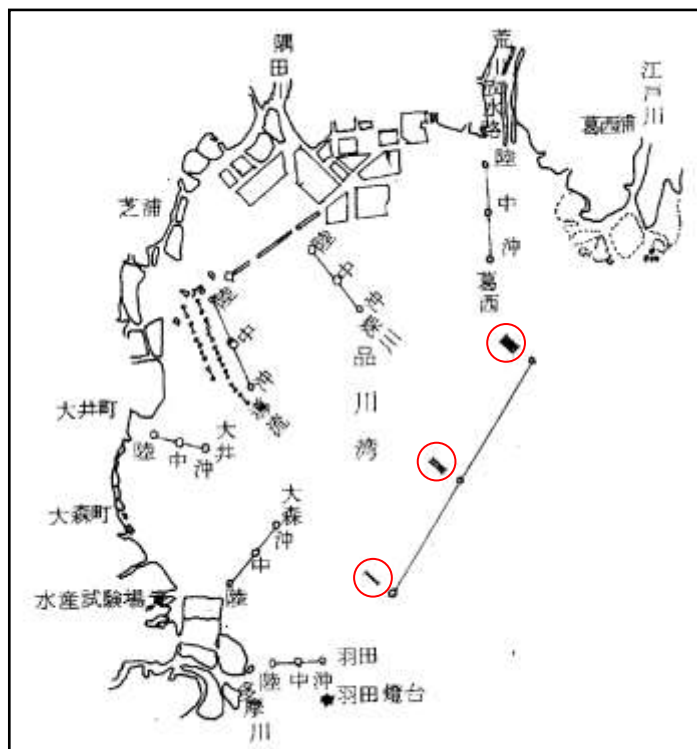 隅田川
荒川放水路
江戸川
葛西浦
芝浦
陸
中
沖
葛西
陸
中
沖
深川
陸
中
沖
品川湾
大井町
陸
中
沖
大井
大森町
大森
沖
中
陸
水産試験場
陸
中
沖
羽田
多摩川
羽田燈台